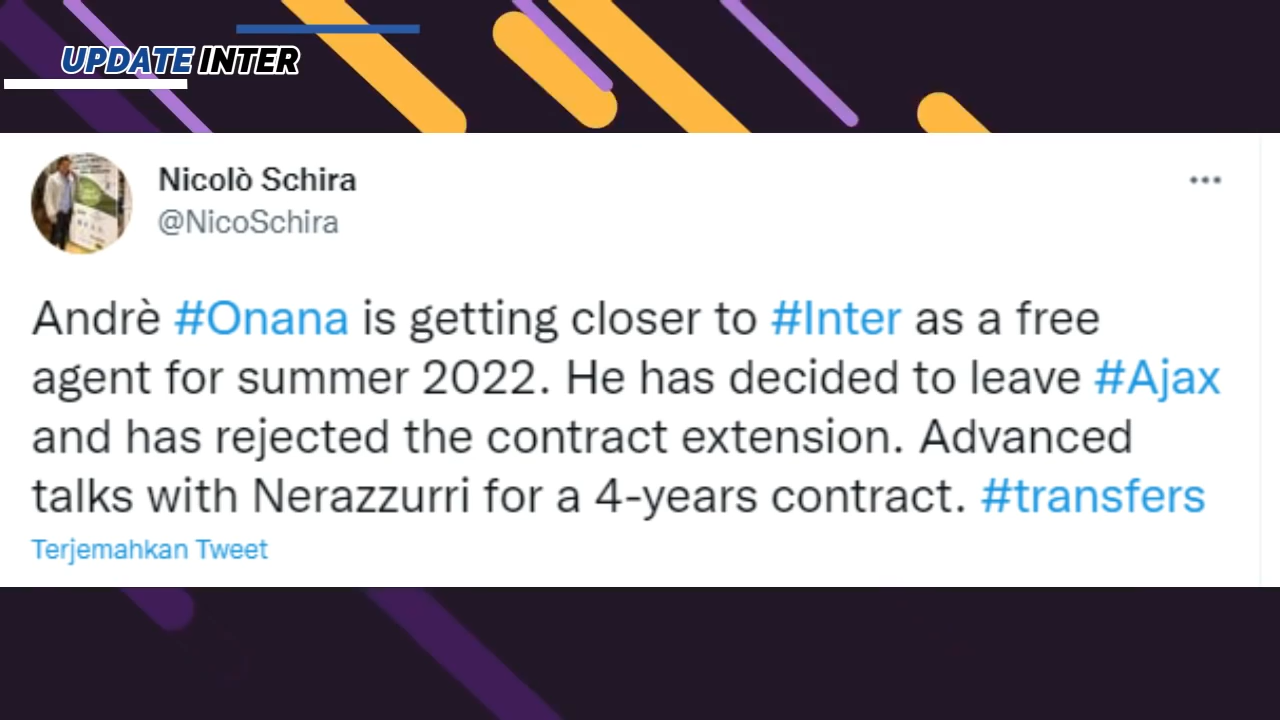 UPDATE INTER
Nicolò Schira
@NicoSchira
Andrè #Onana is getting closer to #Inter as a free
agent for summer 2022. He has decided to leave #Ajax
and has rejected the contract extension. Advanced
talks with Nerazzurri for a 4-years contract. #transfers
Terjemahkan Tweet